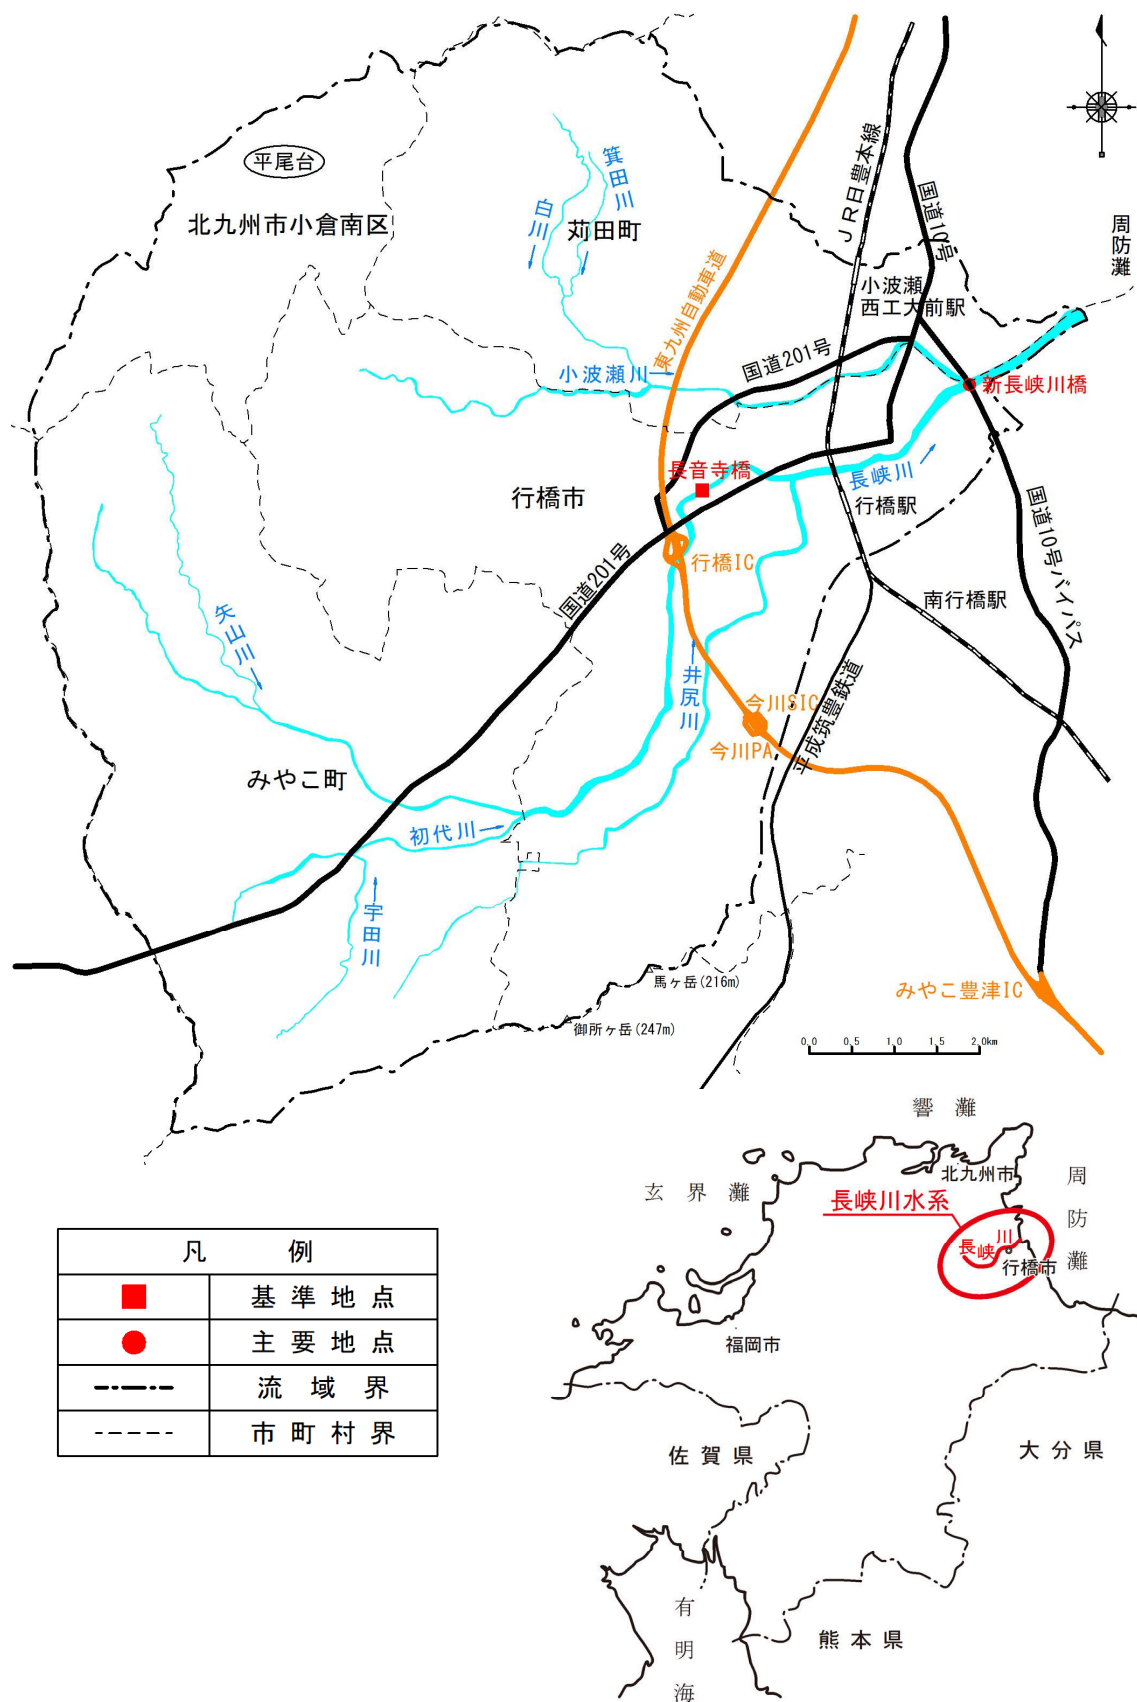 平尾台
北九州市小倉南区
箕田川
白川
苅田町
東九州自動車道
JR日豊本線
国道10号
周防灘
小波瀬
西工大前駅
小波瀬川
国道201号
新長峡川橋
長音寺橋
長峡川
行橋市
行橋駅
国道10号バイパス
行橋IC
国道201号
南行橋駅
矢山川
井尻川
今川SIC
今川PA
平成筑豊鉄道
みやこ町
初代川
宇田川
馬ヶ岳(216m)
御所ヶ岳(247m)
みやこ豊津IC
0.0 0.5 1.0 1.5 2.0km
響灘
玄界灘
北九州市
周防灘
長峡川水系
長峡川
行橋市
福岡市
佐賀県
大分県
有明海
熊本県
凡例
基準地点
主要地点
流域界
市町村界